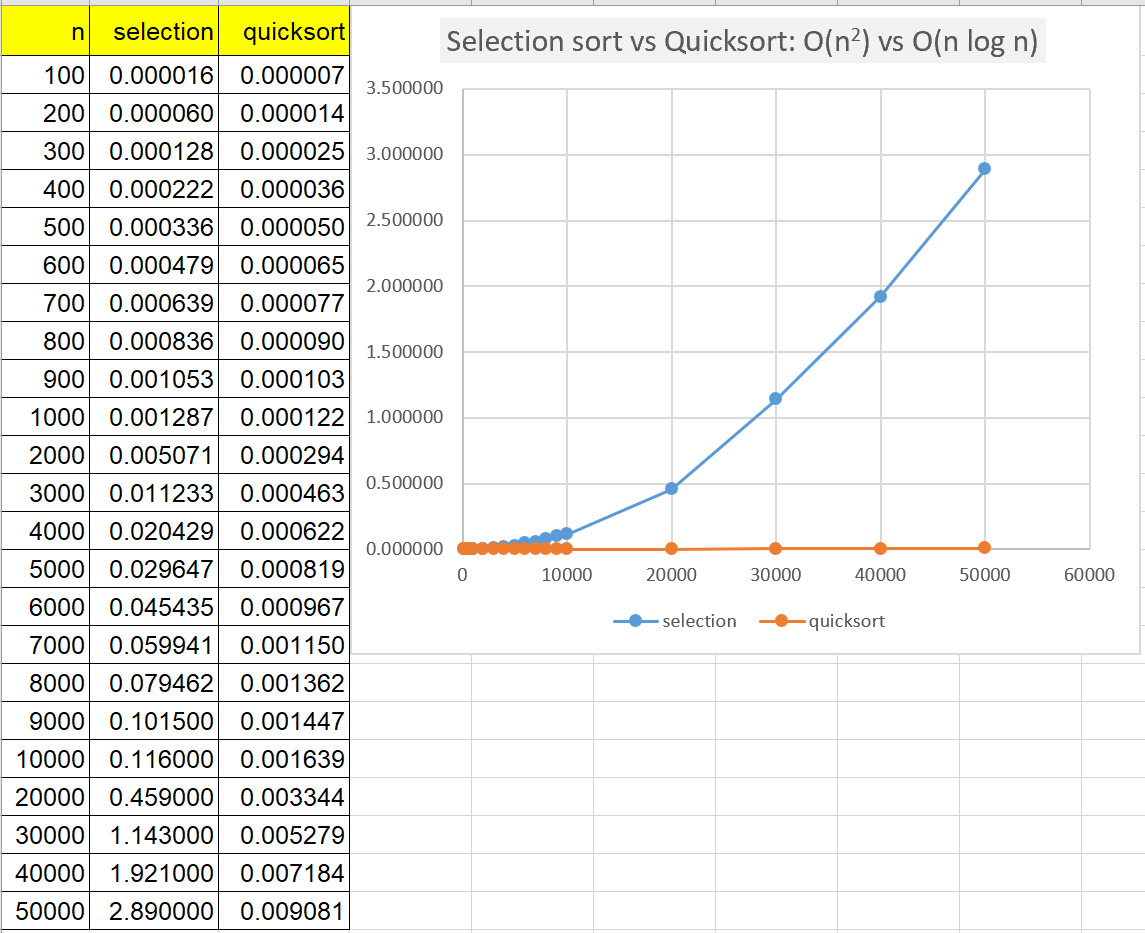 n selection quicksort
100 0.000016 0.000007
200 0.000060 0.000014
300 0.000128 0.000025
400 0.000222 0.000036
500 0.000336 0.000050
600 0.000479 0.000065
700 0.000639 0.000077
800 0.000836 0.000090
900 0.001053 0.000103
1000 0.001287 0.000122
2000 0.005071 0.000294
3000 0.011233 0.000463
4000 0.020429 0.000622
5000 0.029647 0.000819
6000 0.045435 0.000967
7000 0.059941 0.001150
8000 0.079462 0.001362
9000 0.101500 0.001447
10000 0.116000 0.001639
20000 0.459000 0.003344
30000 1.143000 0.005279
40000 1.921000 0.007184
50000 2.890000 0.009081
Selection sort vs Quicksort: O(n²) vs O(n log n)
3.500000
3.000000
2.500000
2.000000
1.500000
1.000000
0.500000
0.000000
0 10000 20000 30000 40000 50000 60000
selection quicksort